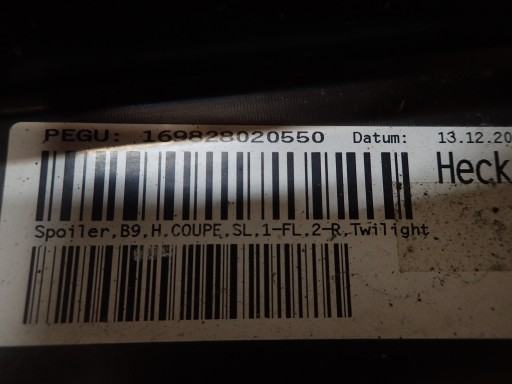 PEGU: 169828020550 Datum: 13.12.20
Heck
Spoiler,B9,H.COUPE,SL,1-FL,2-R,Twilight